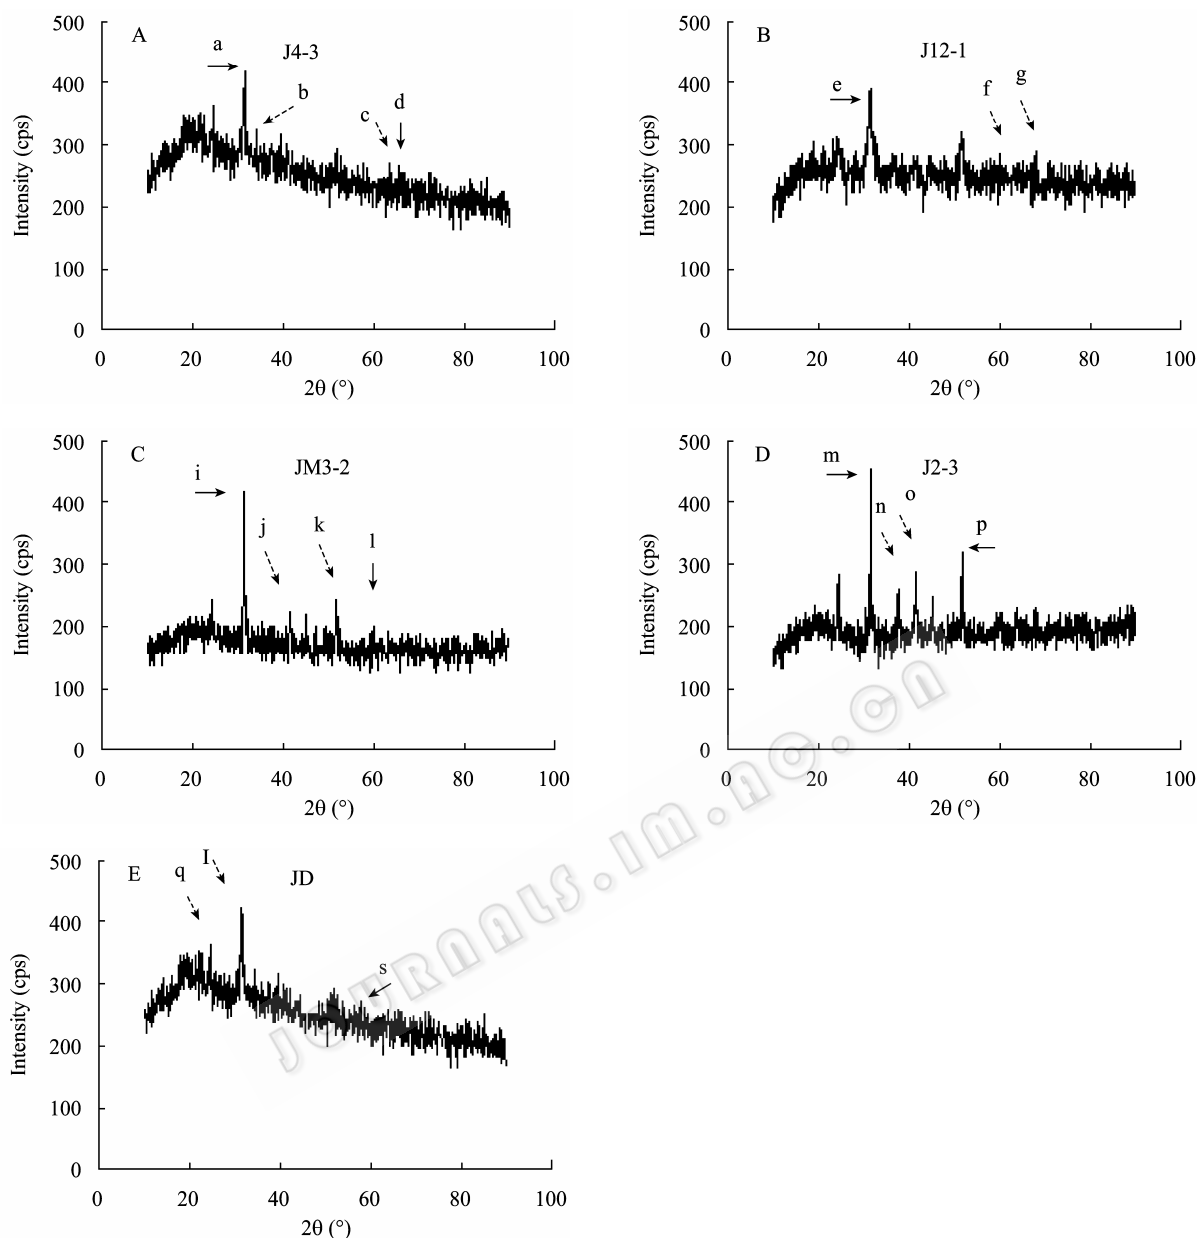 A
J4-3
a
b
c
d
500
400
300
200
100
0
Intensity (cps)
0 20 40 60 80 100
2θ (°)
B
J12-1
e
f
g
500
400
300
200
100
0
Intensity (cps)
0 20 40 60 80 100
2θ (°)
C
JM3-2
i
j
k
l
500
400
300
200
100
0
Intensity (cps)
0 20 40 60 80 100
2θ (°)
D
J2-3
m
n
o
p
500
400
300
200
100
0
Intensity (cps)
0 20 40 60 80 100
2θ (°)
E
JD
q
I
s
500
400
300
200
100
0
Intensity (cps)
0 20 40 60 80 100
2θ (°)
JOURNALS.IM.AC.CN